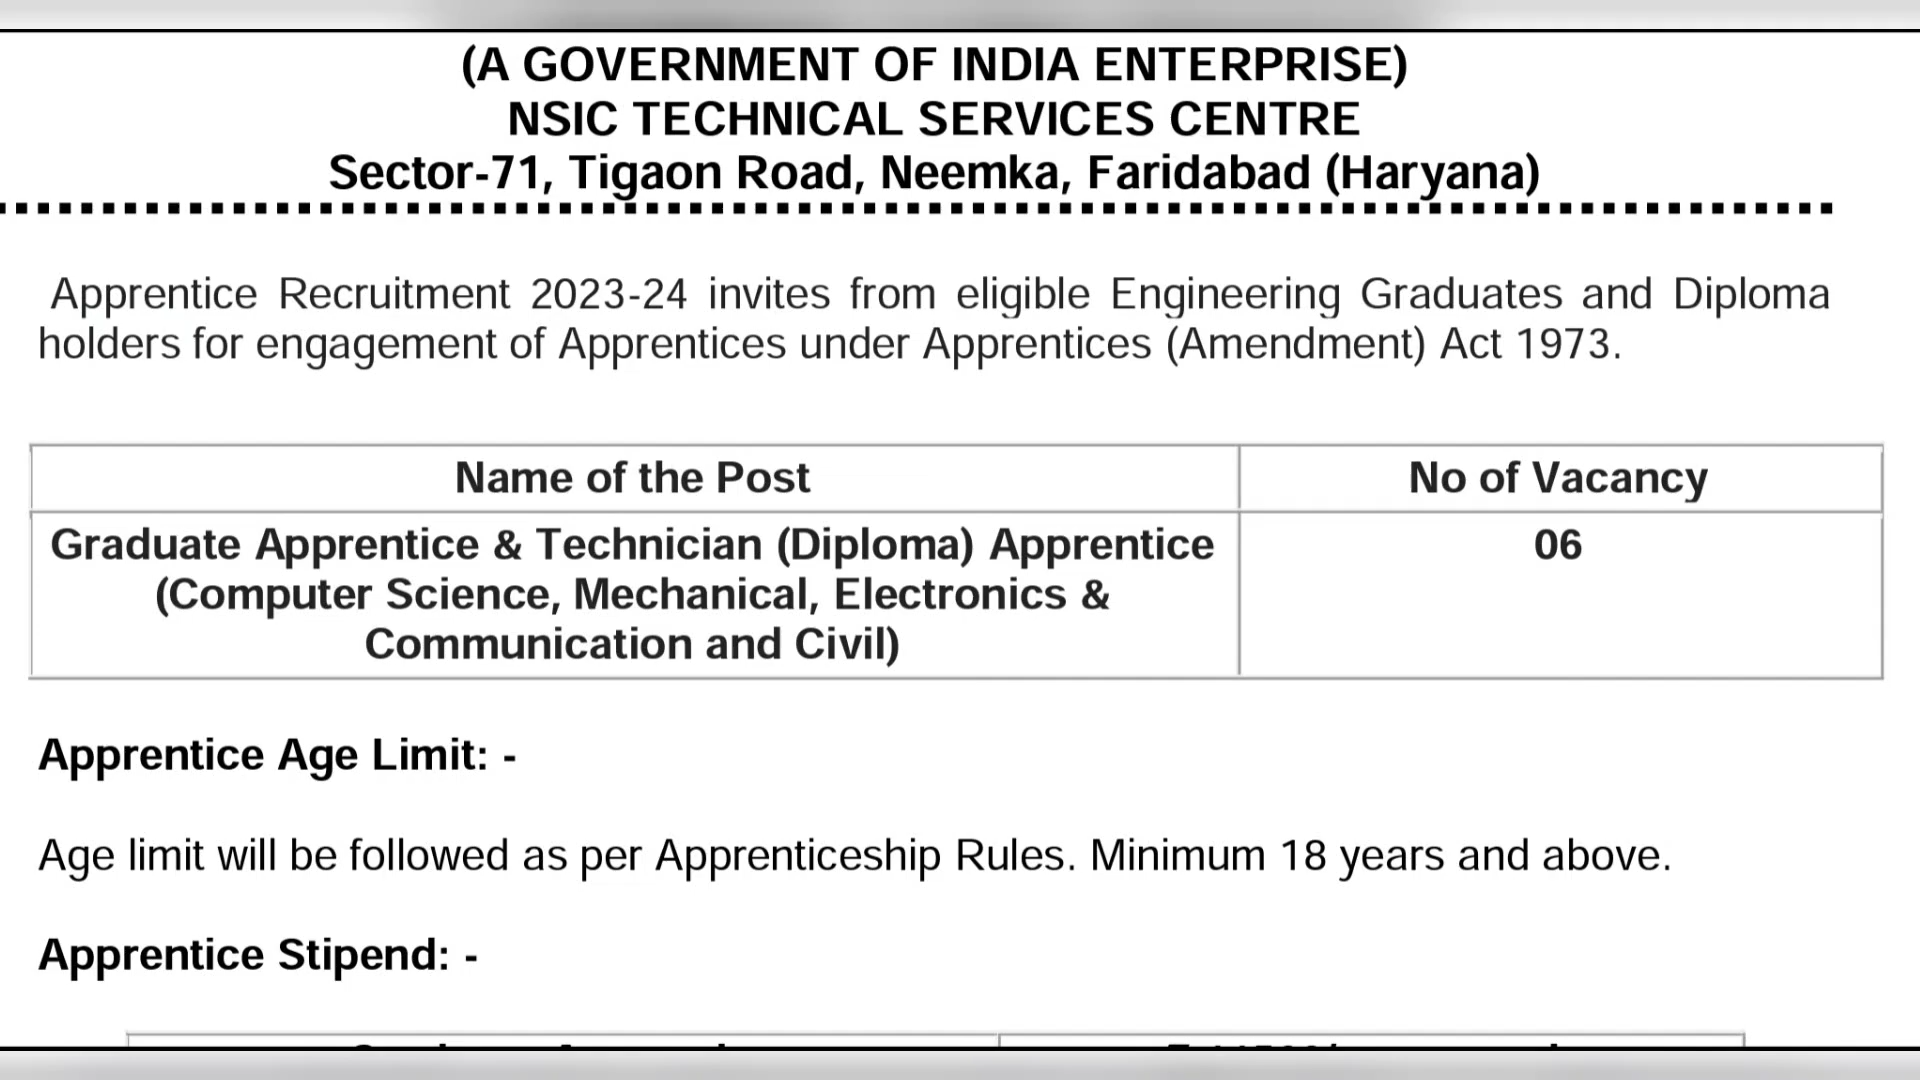 (A GOVERNMENT OF INDIA ENTERPRISE)
NSIC TECHNICAL SERVICES CENTRE
Sector-71, Tigaon Road, Neemka, Faridabad (Haryana)
Apprentice Recruitment 2023-24 invites from eligible Engineering Graduates and Diploma
holders for engagement of Apprentices under Apprentices (Amendment) Act 1973.
Name of the Post No of Vacancy
Graduate Apprentice & Technician (Diploma) Apprentice 06
(Computer Science, Mechanical, Electronics &
Communication and Civil)
Apprentice Age Limit: -
Age limit will be followed as per Apprenticeship Rules. Minimum 18 years and above.
Apprentice Stipend: -